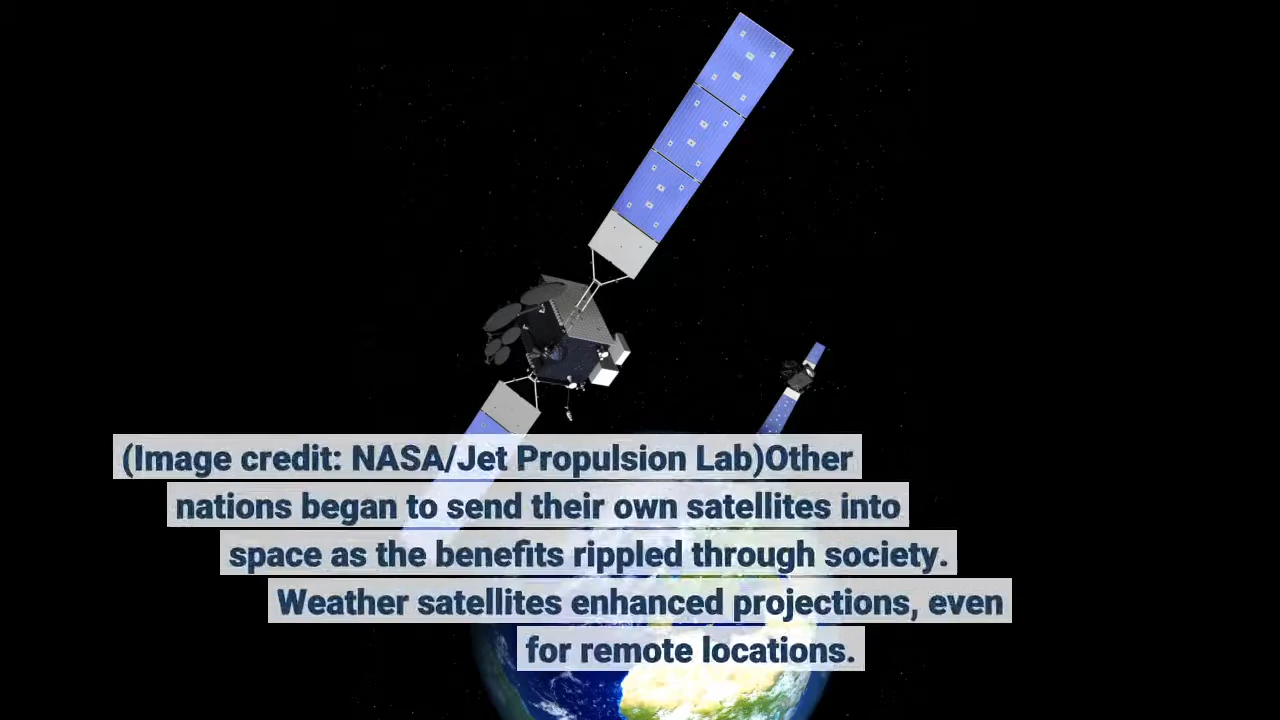 (Image credit: NASA/Jet Propulsion Lab)Other
nations began to send their own satellites into
space as the benefits rippled through society.
Weather satellites enhanced projections, even
for remote locations.